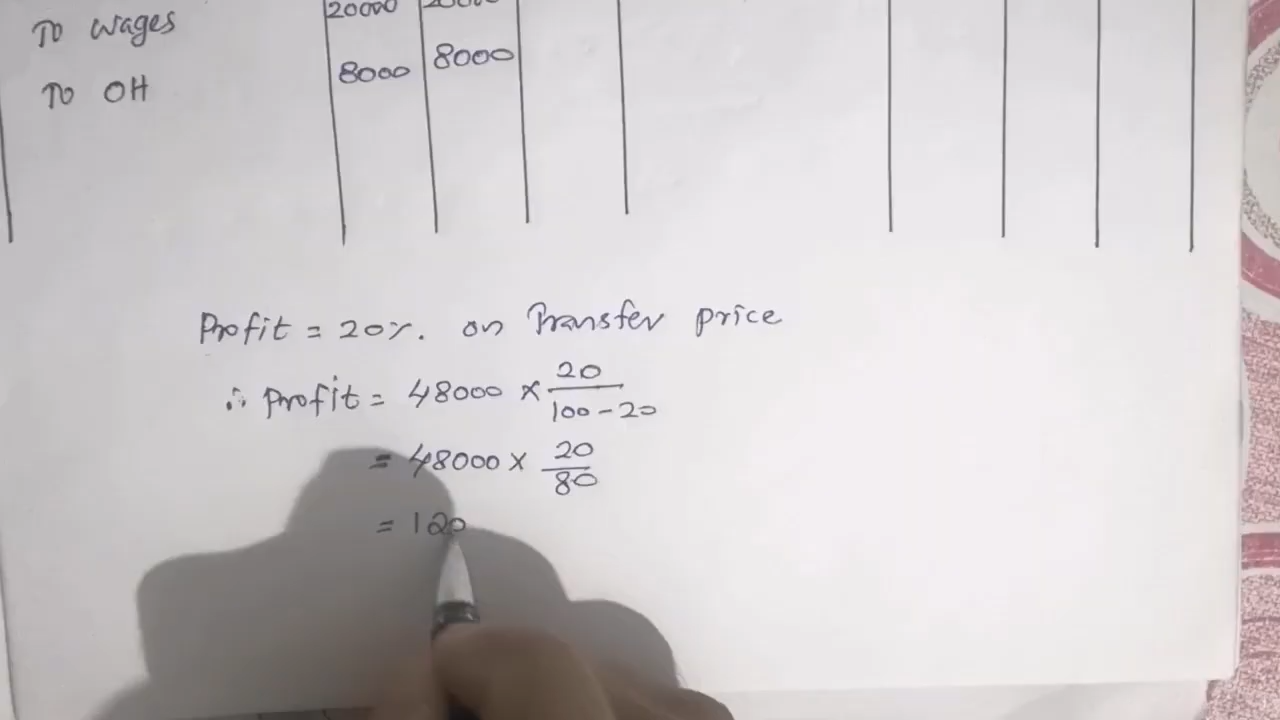 To Wages 20000
8000 8000
To OH
Profit = 20%. on Transfer price
∴ Profit = 48000 × 20/100-20
= 48000 × 20/80
= 120